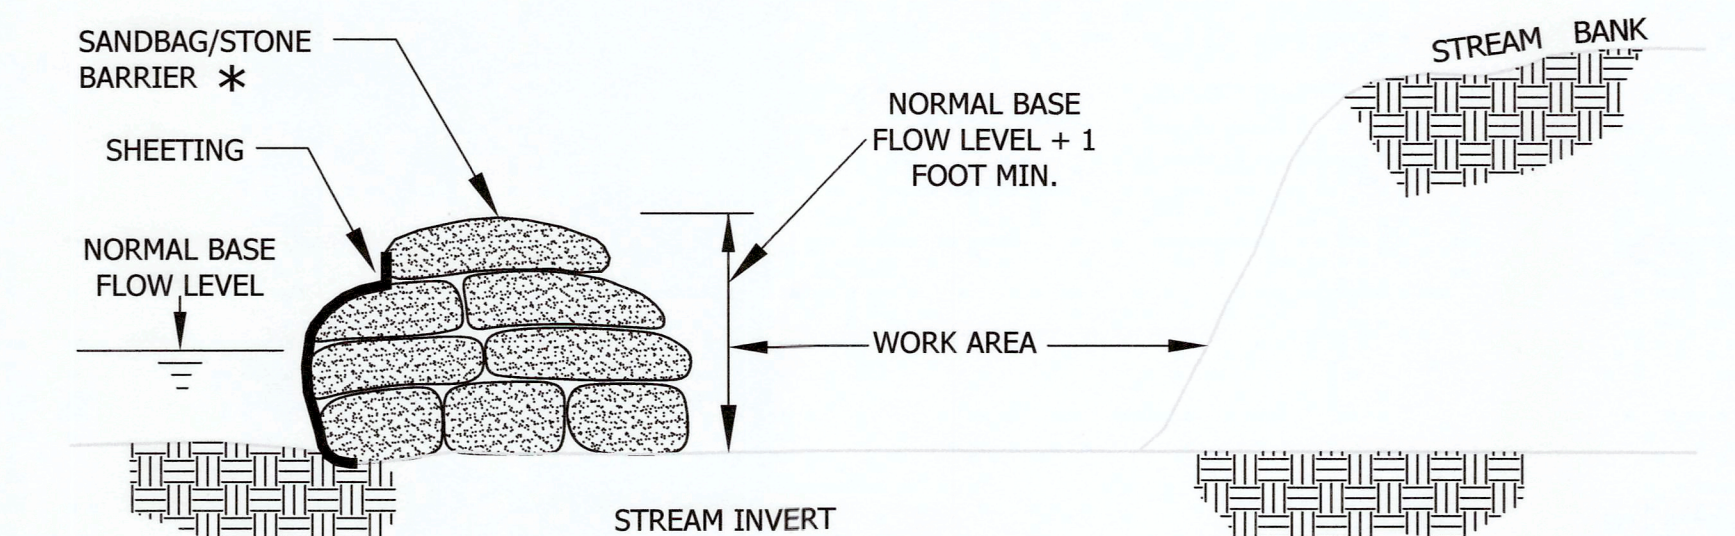 SANDBAG/STONE
BARRIER *
SHEETING
NORMAL BASE
FLOW LEVEL
NORMAL BASE
FLOW LEVEL + 1
FOOT MIN.
WORK AREA
STREAM BANK
STREAM INVERT